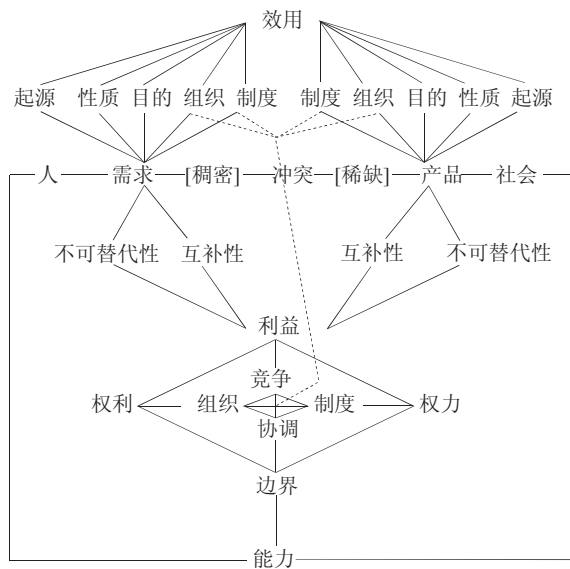 效用
起源 性质 目的 组织 制度 制度 组织 目的 性质 起源
人 需求 [稠密] 冲突 [稀缺] 产品 社会
不可替代性 互补性 互补性 不可替代性
利益
竞争
权利 组织 制度 权力
协调
边界
能力